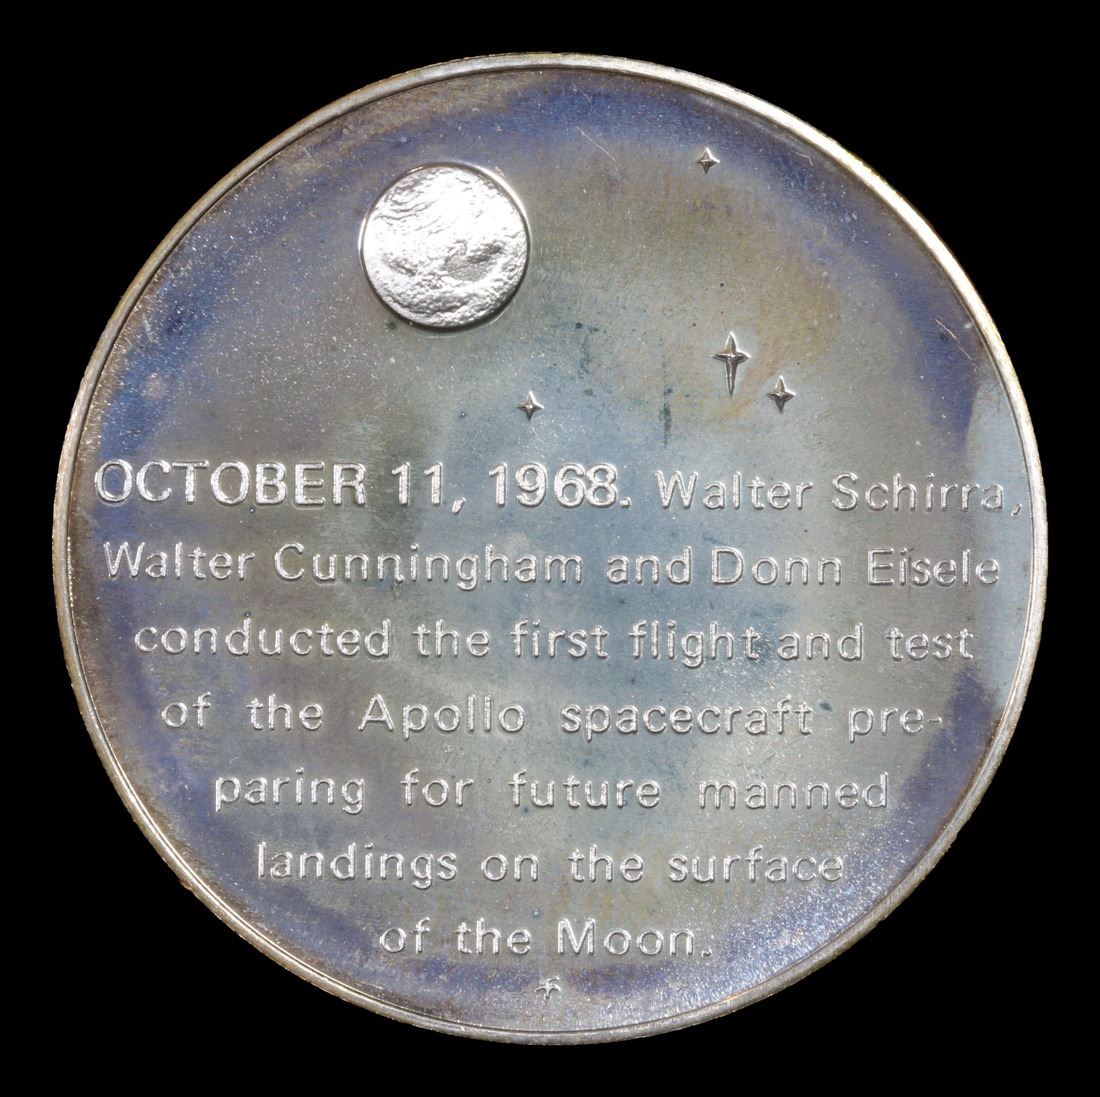 OCTOBER 11, 1968. Walter Schirra,
Walter Cunningham and Donn Eisele
conducted the first flight and test
of the Apollo spacecraft pre-
paring for future manned
landings on the surface
of the Moon.